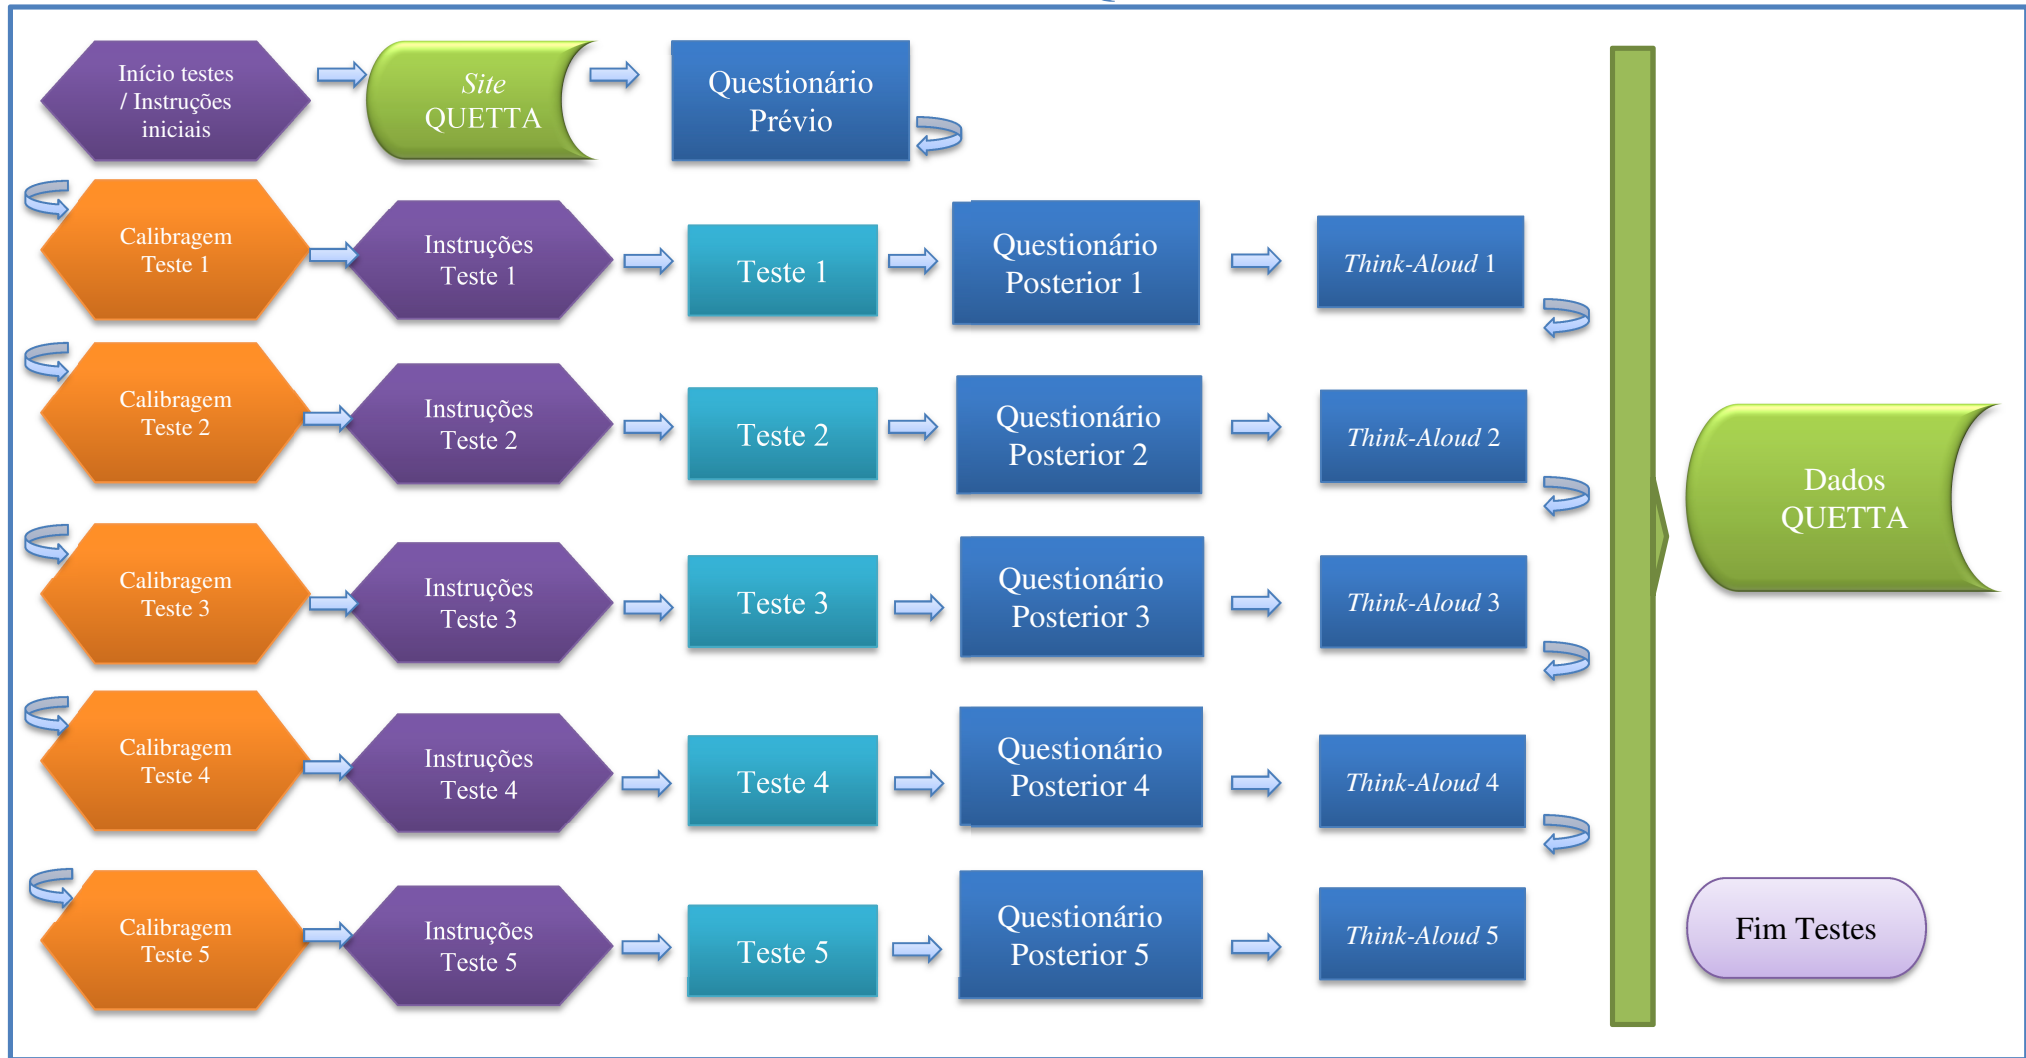 Início testes
/ Instruções
iniciais
Site
QUETTA
Questionário
Prévio
Calibragem
Teste 1
Instruções
Teste 1
Teste 1
Questionário
Posterior 1
Think-Aloud 1
Calibragem
Teste 2
Instruções
Teste 2
Teste 2
Questionário
Posterior 2
Think-Aloud 2
Calibragem
Teste 3
Instruções
Teste 3
Teste 3
Questionário
Posterior 3
Think-Aloud 3
Calibragem
Teste 4
Instruções
Teste 4
Teste 4
Questionário
Posterior 4
Think-Aloud 4
Calibragem
Teste 5
Instruções
Teste 5
Teste 5
Questionário
Posterior 5
Think-Aloud 5
Dados
QUETTA
Fim Testes